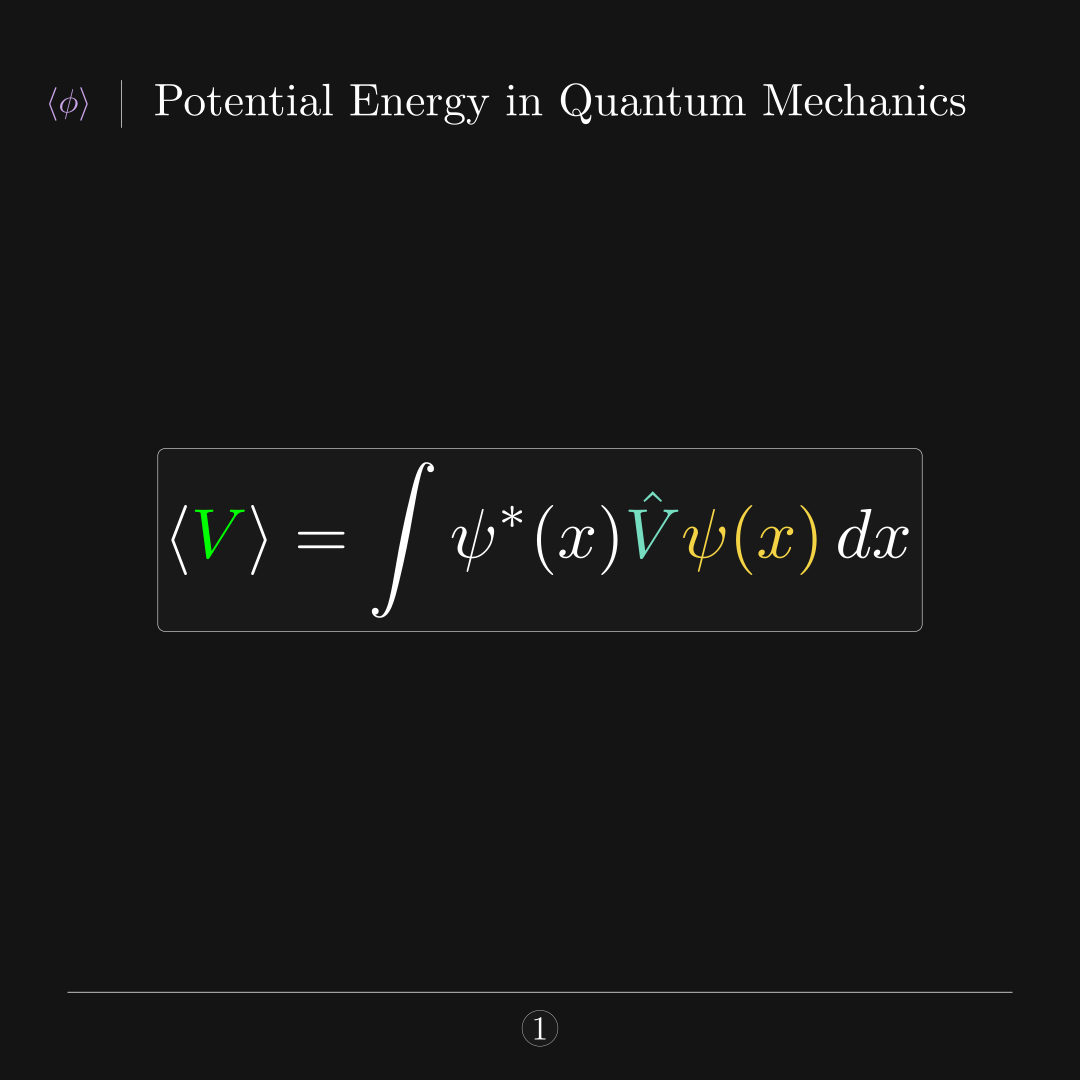 ⟨ϕ⟩ | Potential Energy in Quantum Mechanics
⟨V⟩ = ∫ ψ*(x)V̂ψ(x) dx
1